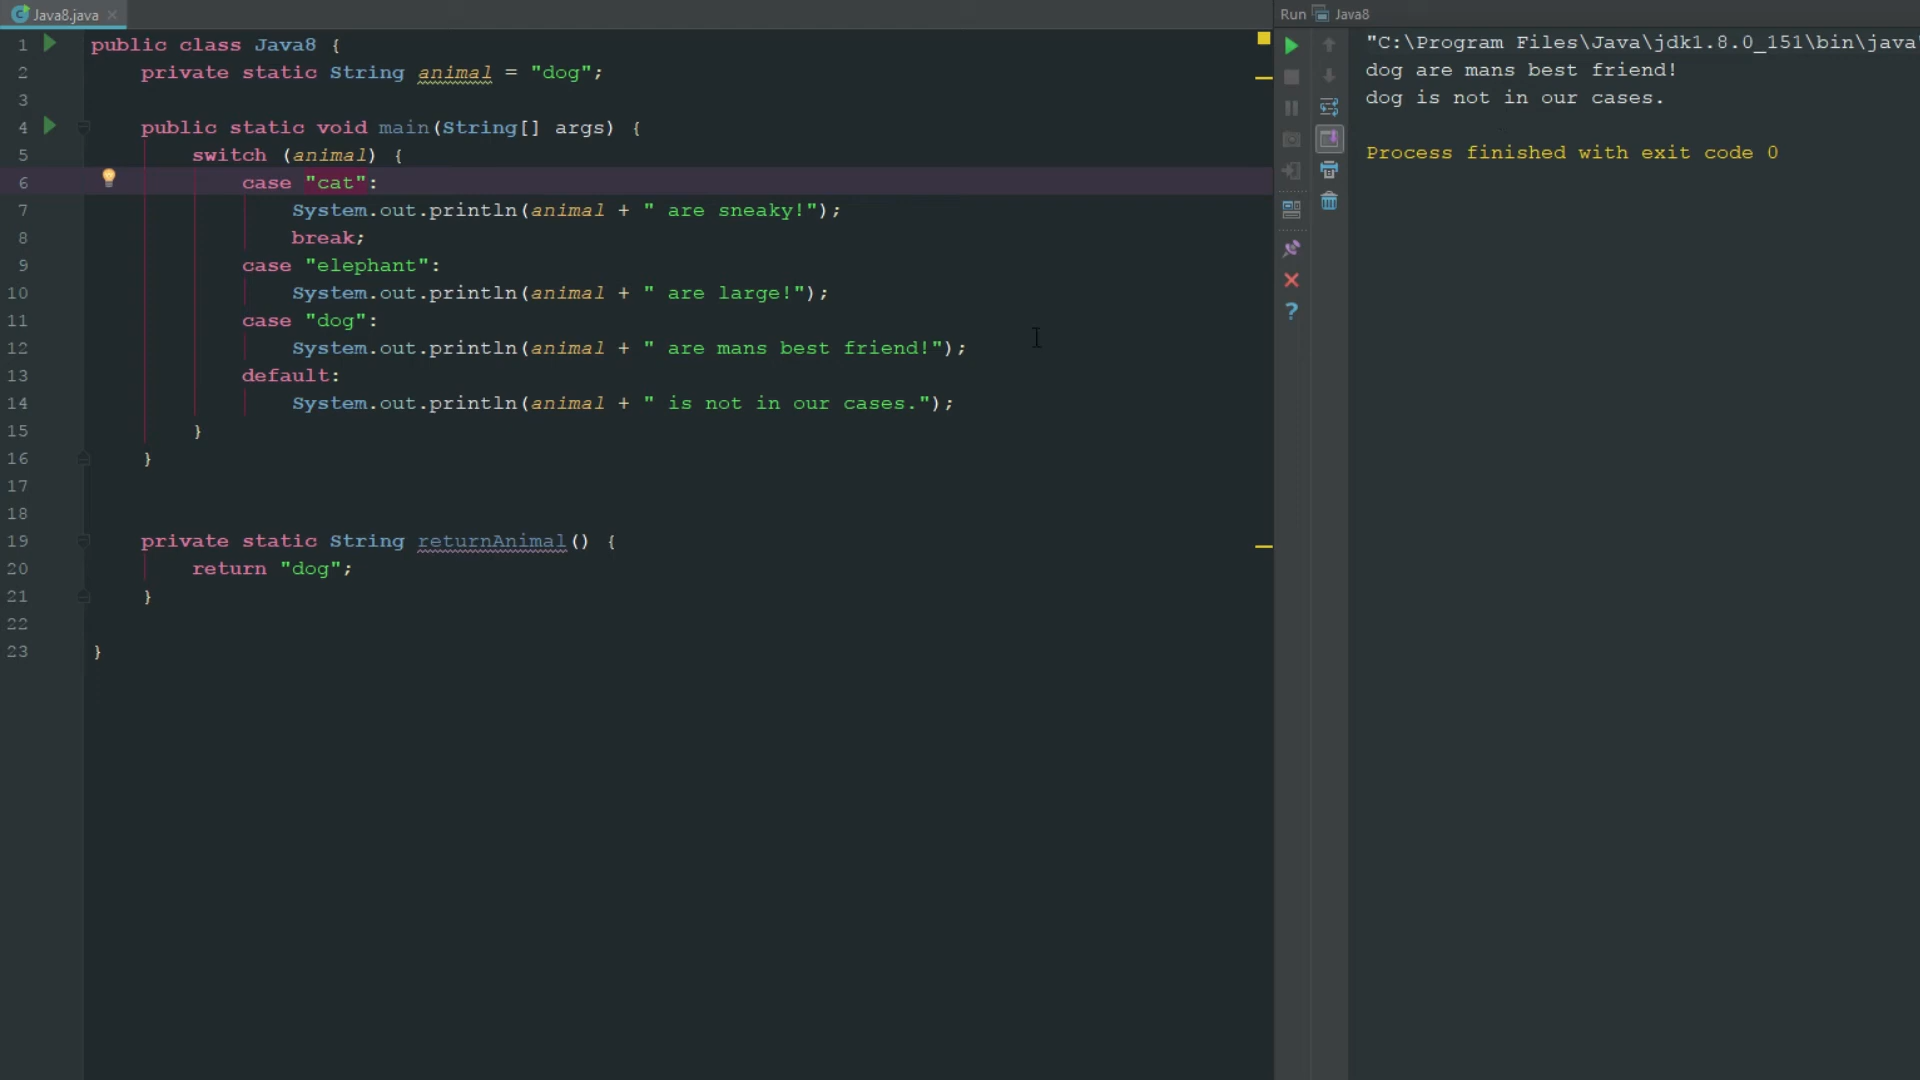 Java8.java
1 public class Java8 {
2 private static String animal = "dog";
3
4 public static void main(String[] args) {
5 switch (animal) {
6 case "cat":
7 System.out.println(animal + " are sneaky!");
8 break;
9 case "elephant":
10 System.out.println(animal + " are large!");
11 case "dog":
12 System.out.println(animal + " are mans best friend!");
13 default:
14 System.out.println(animal + " is not in our cases.");
15 }
16 }
17
18
19 private static String returnAnimal() {
20 return "dog";
21 }
22
23 }
Run Java8
"C:\Program Files\Java\jdk1.8.0_151\bin\java
dog are mans best friend!
dog is not in our cases.
Process finished with exit code 0